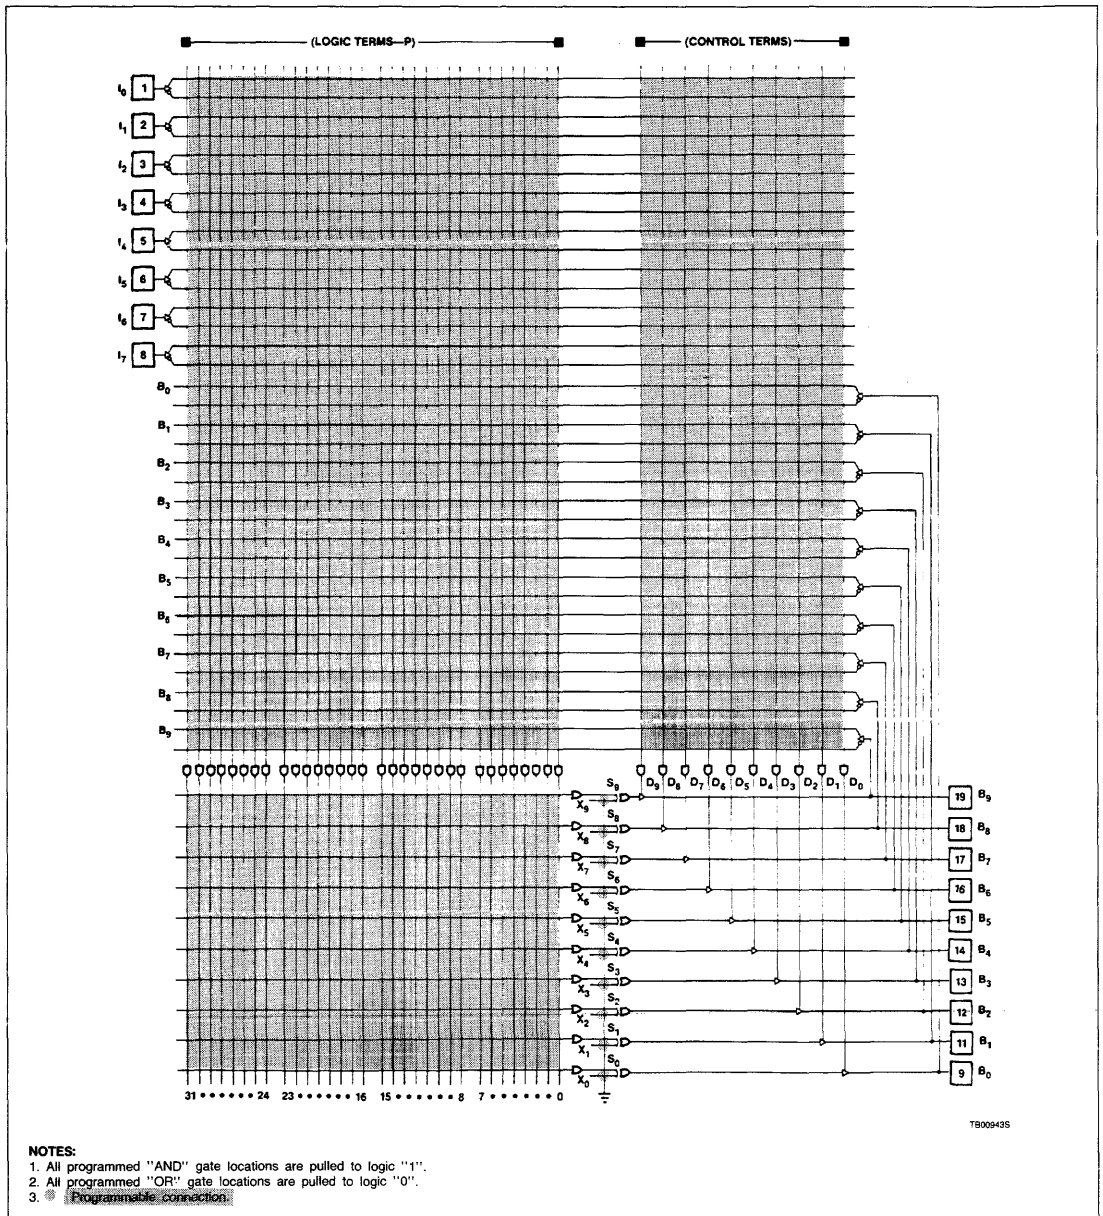 (LOGIC TERMS—P)
(CONTROL TERMS)
I0 1
I1 2
I2 3
I3 4
I4 5
I5 6
I6 7
I7 8
B0
B1
B2
B3
B4
B5
B6
B7
B8
B9
S9 D9 D8 D7 D6 D5 D4 D3 D2 D1 D0
X9 19 B9
S8
X8 18 B8
S7
X7 17 B7
S6
X6 16 B6
S5
X5 15 B5
S4
X4 14 B4
S3
X3 13 B3
S2
X2 12 B2
S1
X1 11 B1
S0
X0 9 B0
31 • • • • • • 24 23 • • • • • • 16 15 • • • • • • 8 7 • • • • • • 0
TB00943S
NOTES:
1. All programmed "AND" gate locations are pulled to logic "1".
2. All programmed "OR" gate locations are pulled to logic "0".
3. Programmable connection.